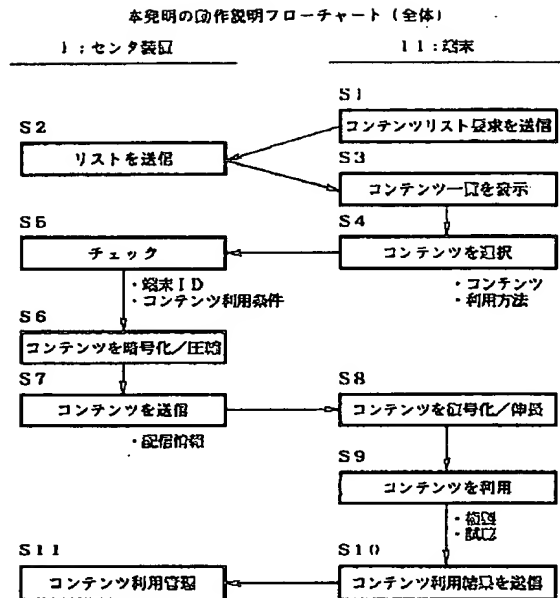 本発明の動作説明フローチャート（全体）
1：センタ装置
11：端末
S1
コンテンツリスト要求を送信
S2
リストを送信
S3
コンテンツ一覧を表示
S4
コンテンツを選択
・コンテンツ
・利用方法
S5
チェック
・端末ID
・コンテンツ利用条件
S6
コンテンツを暗号化／圧縮
S7
コンテンツを送信
・配信情報
S8
コンテンツを復号化／伸長
S9
コンテンツを利用
S10
コンテンツ利用結果を送信
S11
コンテンツ利用管理